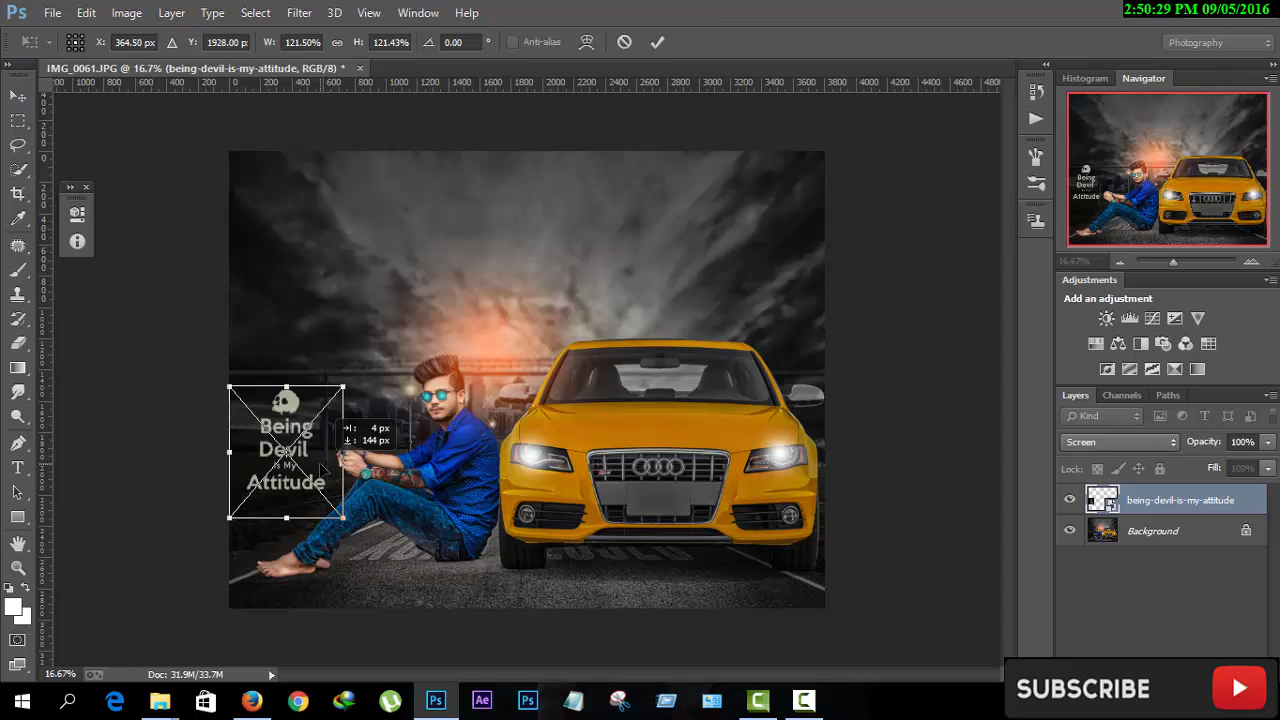 2:50:29 PM 09/05/2016
Ps File Edit Image Layer Type Select Filter 3D View Window Help
X: 364.50 px Y: 1928.00 px W: 121.50% H: 121.43% 0.00 ° Anti-alias Photography
IMG_0061.JPG @ 16.7% (being-devil-is-my-attitude, RGB/8) * ×
Histogram Navigator
Being
Devil
is My
Attitude
→: 4 px
↓: 144 px
16.67%
Adjustments
Add an adjustment
Layers Channels Paths
Kind
Screen Opacity: 100%
Lock: Fill: 100%
being-devil-is-my-attitude
Background
16.67% Doc: 31.9M/33.7M
Ps Ae Ps
SUBSCRIBE